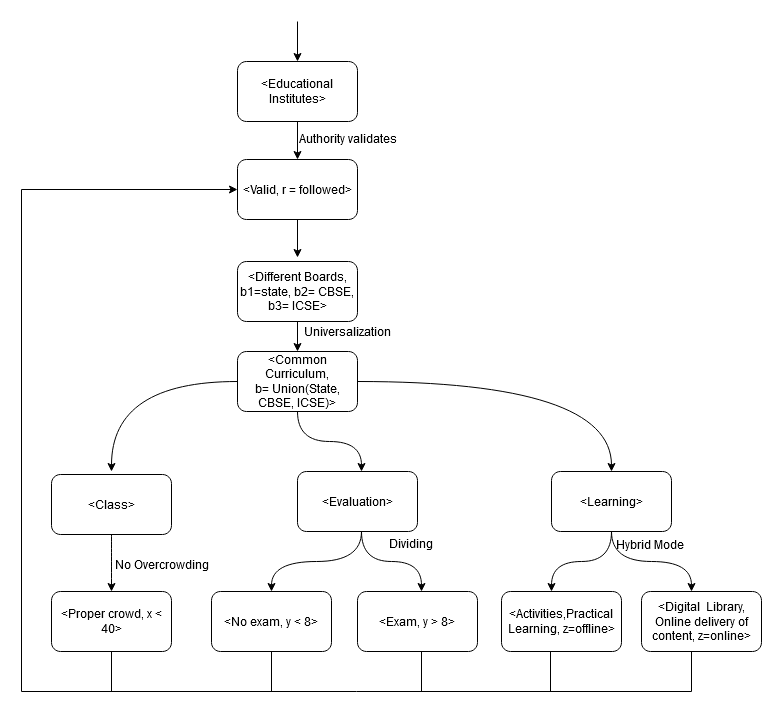 <Educational
Institutes>
Authority validates
<Valid, r = followed>
<Different Boards,
b1=state, b2= CBSE,
b3= ICSE>
Universalization
<Common
Curriculum,
b= Union(State,
CBSE, ICSE)>
<Class>
<Evaluation>
<Learning>
No Overcrowding
Dividing
Hybrid Mode
<Proper crowd, x <
40>
<No exam, y < 8>
<Exam, y > 8>
<Activities,Practical
Learning, z=offline>
<Digital Library,
Online delivery of
content, z=online>